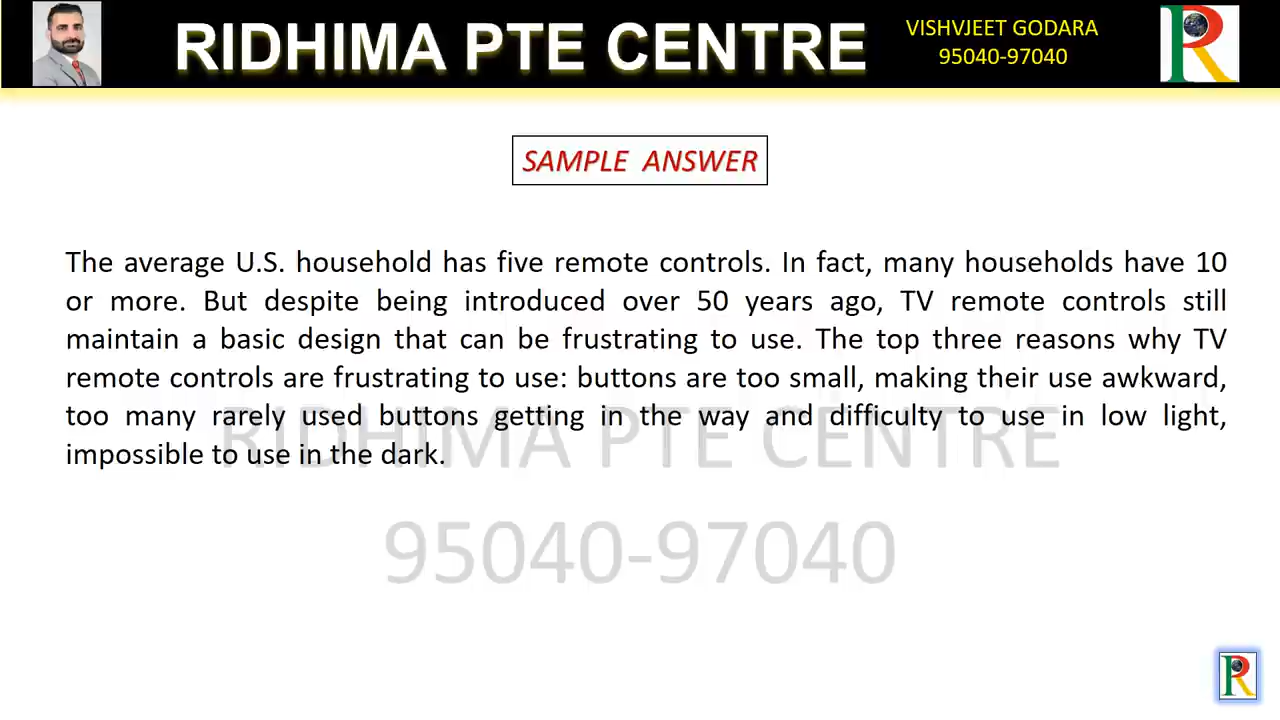 RIDHIMA PTE CENTRE
VISHVJEET GODARA
95040-97040
R
SAMPLE ANSWER
The average U.S. household has five remote controls. In fact, many households have 10
or more. But despite being introduced over 50 years ago, TV remote controls still
maintain a basic design that can be frustrating to use. The top three reasons why TV
remote controls are frustrating to use: buttons are too small, making their use awkward,
too many rarely used buttons getting in the way and difficulty to use in low light,
impossible to use in the dark.
RIDHIMA PTE CENTRE
95040-97040
R